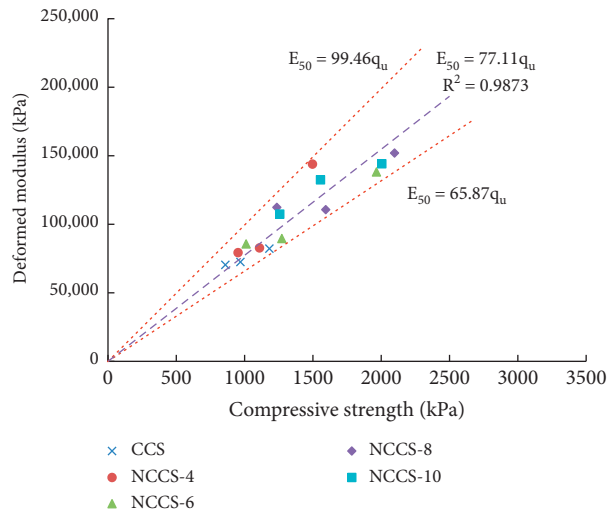 250,000
200,000
150,000
100,000
50,000
0
Deformed modulus (kPa)
E₅₀ = 99.46qᵤ
E₅₀ = 77.11qᵤ
R² = 0.9873
E₅₀ = 65.87qᵤ
0 500 1000 1500 2000 2500 3000 3500
Compressive strength (kPa)
CCS
NCCS-4
NCCS-6
NCCS-8
NCCS-10